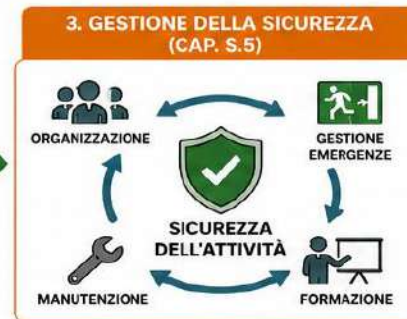 3. GESTIONE DELLA SICUREZZA
(CAP. S.5)
ORGANIZZAZIONE
GESTIONE
EMERGENZE
SICUREZZA
DELL'ATTIVITÀ
MANUTENZIONE
FORMAZIONE